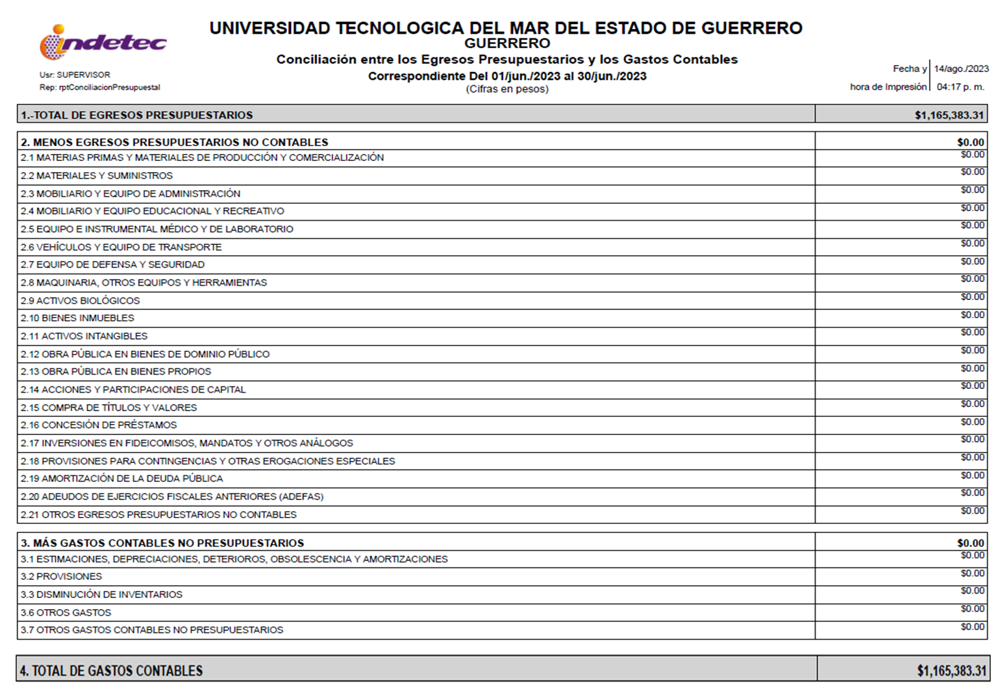 indetec
UNIVERSIDAD TECNOLOGICA DEL MAR DEL ESTADO DE GUERRERO
GUERRERO
Conciliación entre los Egresos Presupuestarios y los Gastos Contables
Correspondiente Del 01/jun./2023 al 30/jun./2023
(Cifras en pesos)
Usr: SUPERVISOR
Rep: rptConciliacionPresupuestal
Fecha y 14/ago./2023
hora de Impresión 04:17 p. m.
1.-TOTAL DE EGRESOS PRESUPUESTARIOS $1,165,383.31
2. MENOS EGRESOS PRESUPUESTARIOS NO CONTABLES $0.00
2.1 MATERIAS PRIMAS Y MATERIALES DE PRODUCCIÓN Y COMERCIALIZACIÓN $0.00
2.2 MATERIALES Y SUMINISTROS $0.00
2.3 MOBILIARIO Y EQUIPO DE ADMINISTRACIÓN $0.00
2.4 MOBILIARIO Y EQUIPO EDUCACIONAL Y RECREATIVO $0.00
2.5 EQUIPO E INSTRUMENTAL MÉDICO Y DE LABORATORIO $0.00
2.6 VEHÍCULOS Y EQUIPO DE TRANSPORTE $0.00
2.7 EQUIPO DE DEFENSA Y SEGURIDAD $0.00
2.8 MAQUINARIA, OTROS EQUIPOS Y HERRAMIENTAS $0.00
2.9 ACTIVOS BIOLÓGICOS $0.00
2.10 BIENES INMUEBLES $0.00
2.11 ACTIVOS INTANGIBLES $0.00
2.12 OBRA PÚBLICA EN BIENES DE DOMINIO PÚBLICO $0.00
2.13 OBRA PÚBLICA EN BIENES PROPIOS $0.00
2.14 ACCIONES Y PARTICIPACIONES DE CAPITAL $0.00
2.15 COMPRA DE TÍTULOS Y VALORES $0.00
2.16 CONCESIÓN DE PRÉSTAMOS $0.00
2.17 INVERSIONES EN FIDEICOMISOS, MANDATOS Y OTROS ANÁLOGOS $0.00
2.18 PROVISIONES PARA CONTINGENCIAS Y OTRAS EROGACIONES ESPECIALES $0.00
2.19 AMORTIZACIÓN DE LA DEUDA PÚBLICA $0.00
2.20 ADEUDOS DE EJERCICIOS FISCALES ANTERIORES (ADEFAS) $0.00
2.21 OTROS EGRESOS PRESUPUESTARIOS NO CONTABLES $0.00
3. MÁS GASTOS CONTABLES NO PRESUPUESTARIOS $0.00
3.1 ESTIMACIONES, DEPRECIACIONES, DETERIOROS, OBSOLESCENCIA Y AMORTIZACIONES $0.00
3.2 PROVISIONES $0.00
3.3 DISMINUCIÓN DE INVENTARIOS $0.00
3.6 OTROS GASTOS $0.00
3.7 OTROS GASTOS CONTABLES NO PRESUPUESTARIOS $0.00
4. TOTAL DE GASTOS CONTABLES $1,165,383.31